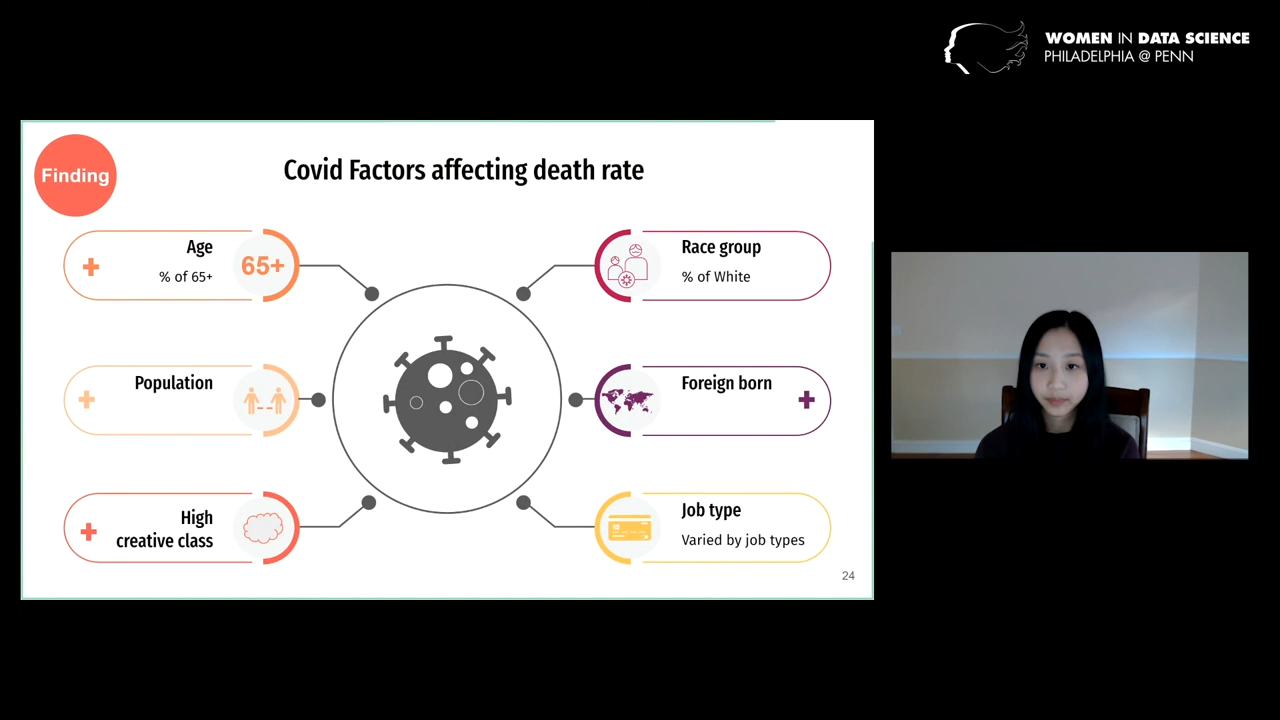 WOMEN IN DATA SCIENCE
PHILADELPHIA @ PENN
Finding
Covid Factors affecting death rate
Age
% of 65+
65+
Population
High
creative class
Race group
% of White
Foreign born
Job type
Varied by job types
24